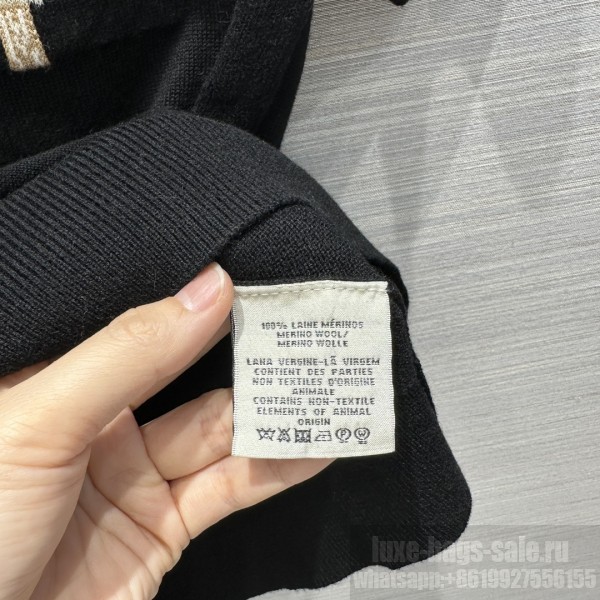 100% LAINE MÉRINOS
MERINO WOOL/
MERINO WOLLE
LANA VERGINE-LÃ VIRGEM
CONTIENT DES PARTIES
NON TEXTILES D'ORIGINE
ANIMALE
CONTAINS NON-TEXTILE
ELEMENTS OF ANIMAL
ORIGIN
P W
luxe-bags-sale.ru
whatsapp:+8619927556155